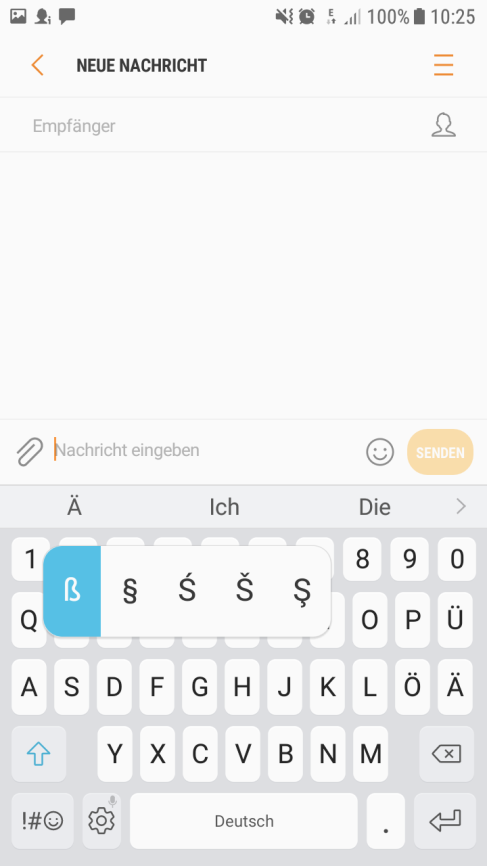 E 100% 10:25
NEUE NACHRICHT
Empfänger
Nachricht eingeben SENDEN
Ä Ich Die
1 8 9 0
ß § Ś Š Ş
Q O P Ü
A S D F G H J K L Ö Ä
Y X C V B N M
!#☺ Deutsch .